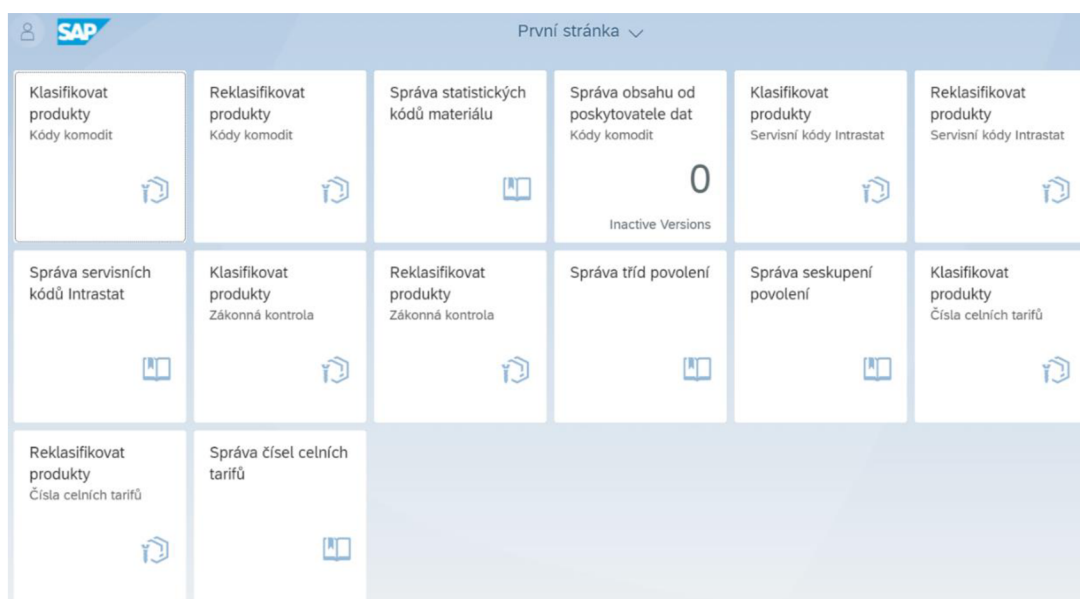 SAP
První stránka
Klasifikovat
produkty
Kódy komodit
Reklasifikovat
produkty
Kódy komodit
Správa statistických
kódů materiálu
Správa obsahu od
poskytovatele dat
Kódy komodit
0
Inactive Versions
Klasifikovat
produkty
Servisní kódy Intrastat
Reklasifikovat
produkty
Servisní kódy Intrastat
Správa servisních
kódů Intrastat
Klasifikovat
produkty
Zákonná kontrola
Reklasifikovat
produkty
Zákonná kontrola
Správa tříd povolení
Správa seskupení
povolení
Klasifikovat
produkty
Čísla celních tarifů
Reklasifikovat
produkty
Čísla celních tarifů
Správa čísel celních
tarifů